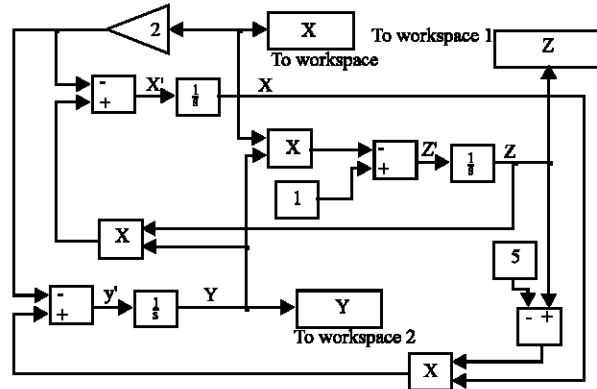 2
X
To workspace
To workspace 1
Z
-
+
X'
1
s
X
X
-
+
Z'
1
s
Z
1
X
5
-
+
y'
1
s
Y
Y
To workspace 2
- +
X